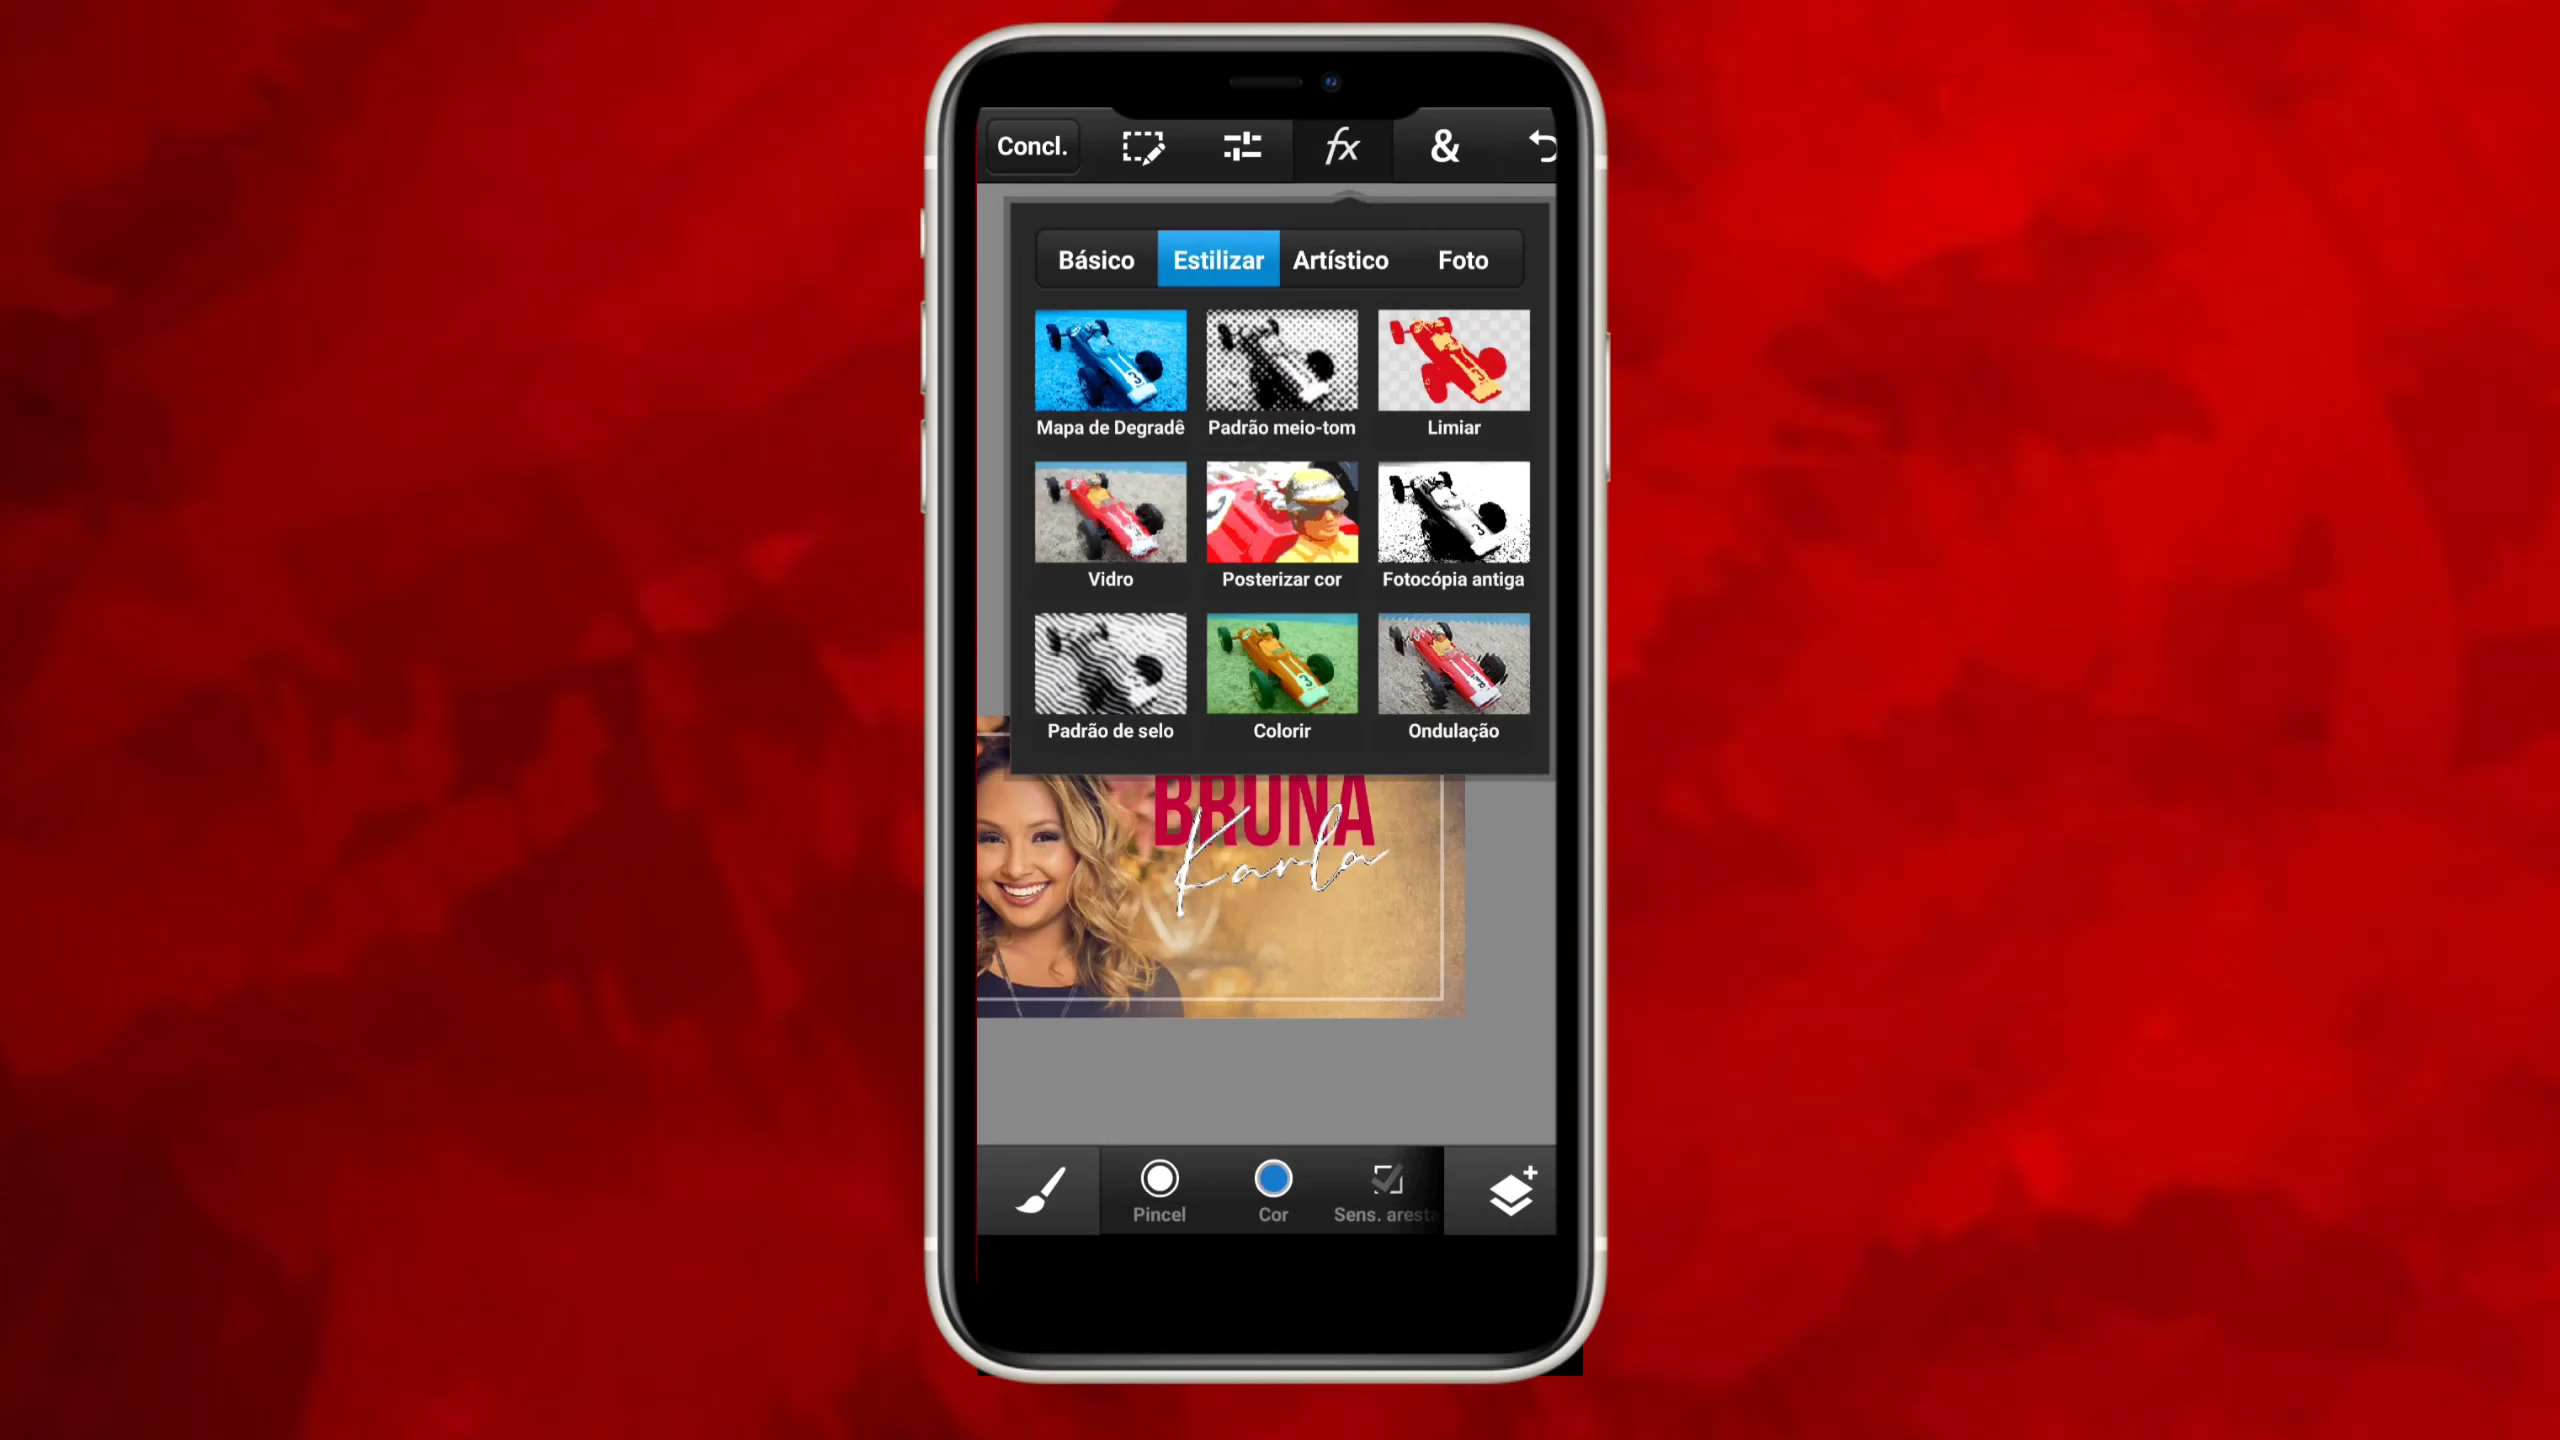 Concl. fx &
Básico Estilizar Artístico Foto
Mapa de Degradê Padrão meio-tom Limiar
Vidro Posterizar cor Fotocópia antiga
Padrão de selo Colorir Ondulação
BRUNA
Karla
Pincel Cor Sens. aresta